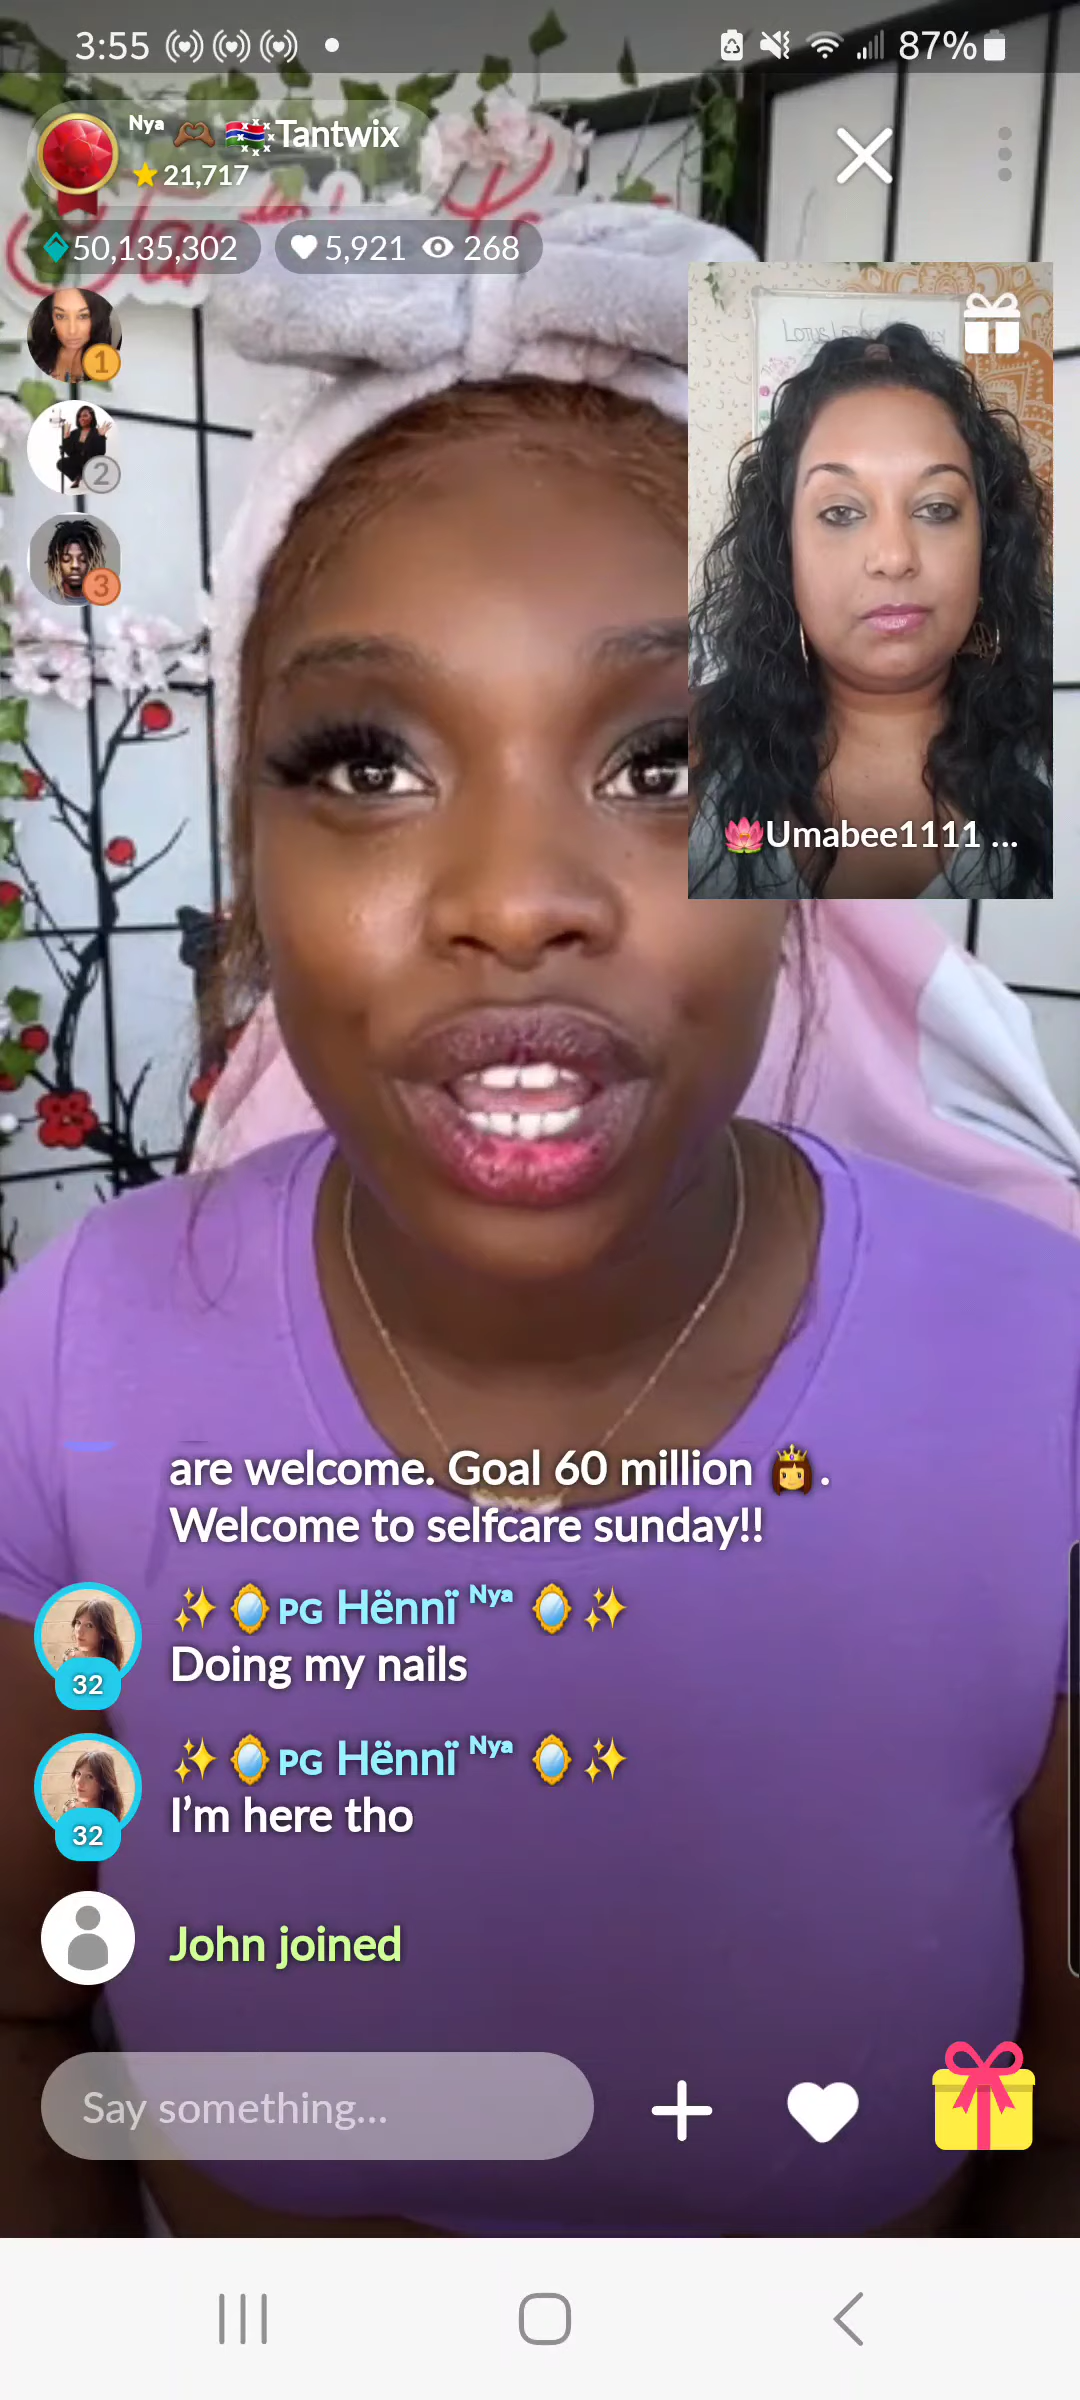 3:55
87%
Nya 🫶🏾 🇬🇲Tantwix
⭐ 21,717
50,135,302
5,921 268
1
2
3
🪷Umabee1111 ...
are welcome. Goal 60 million 👸.
Welcome to selfcare sunday!!
✨🪞PG Hënnï Nya 🪞✨
Doing my nails
32
✨🪞PG Hënnï Nya 🪞✨
I'm here tho
32
John joined
Say something...